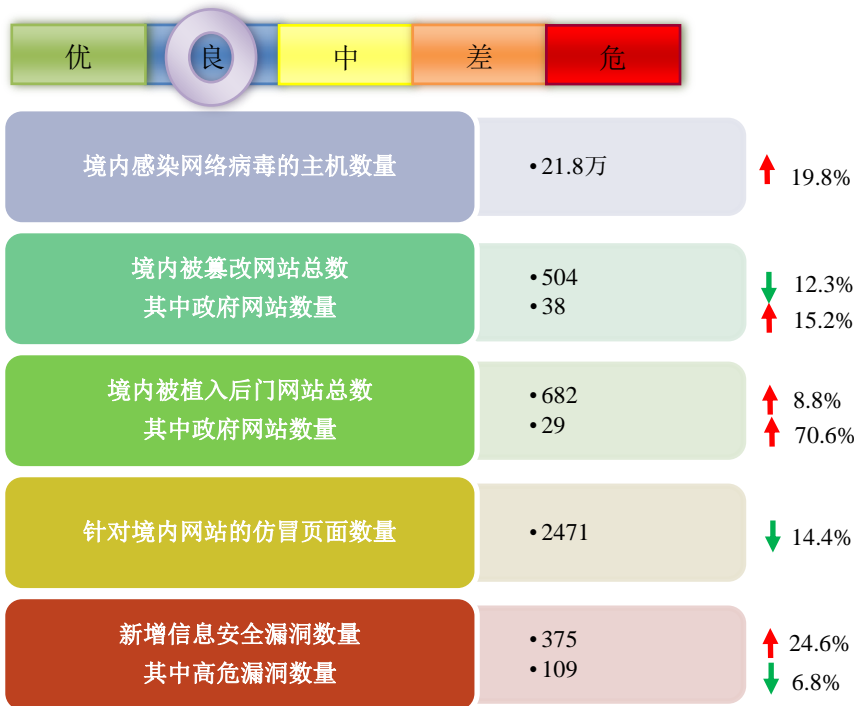 优 良 中 差 危
境内感染网络病毒的主机数量 •21.8万 19.8%
境内被篡改网站总数 •504 12.3%
其中政府网站数量 •38 15.2%
境内被植入后门网站总数 •682 8.8%
其中政府网站数量 •29 70.6%
针对境内网站的仿冒页面数量 •2471 14.4%
新增信息安全漏洞数量 •375 24.6%
其中高危漏洞数量 •109 6.8%